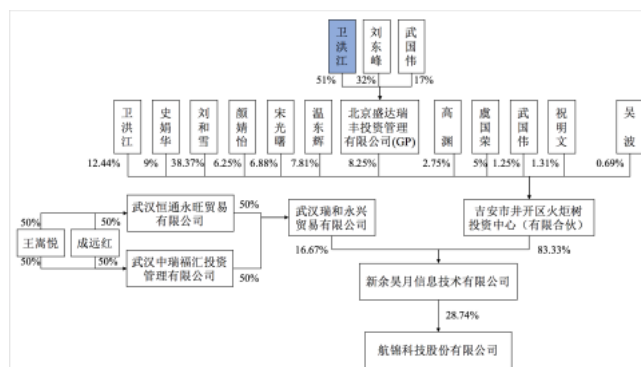 卫洪江
刘东峰
武国伟
51%
32%
17%
卫洪江
史娟华
刘和雪
颜婧怡
宋光曙
温东辉
北京盛达瑞
丰投资管理
有限公司(GP)
高渊
虞国荣
武国伟
祝明文
吴波
12.44%
9%
38.37%
6.25%
6.88%
7.81%
8.25%
2.75%
5%
1.25%
1.31%
0.69%
50%
50%
王嵩悦
成远红
50%
50%
武汉恒通永旺贸易
有限公司
50%
武汉中瑞福汇投资
管理有限公司
50%
武汉瑞和永兴
贸易有限公司
吉安市井开区火炬树
投资中心（有限合伙）
16.67%
83.33%
新余昊月信息技术有限公司
28.74%
航锦科技股份有限公司